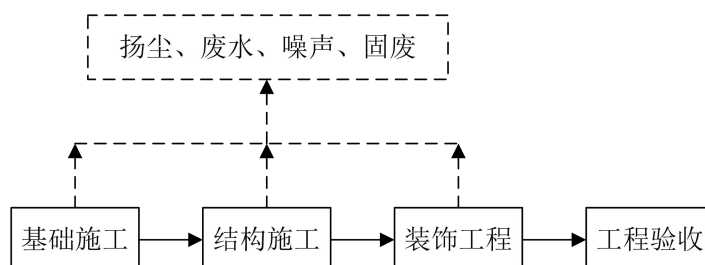 扬尘、废水、噪声、固废
基础施工
结构施工
装饰工程
工程验收